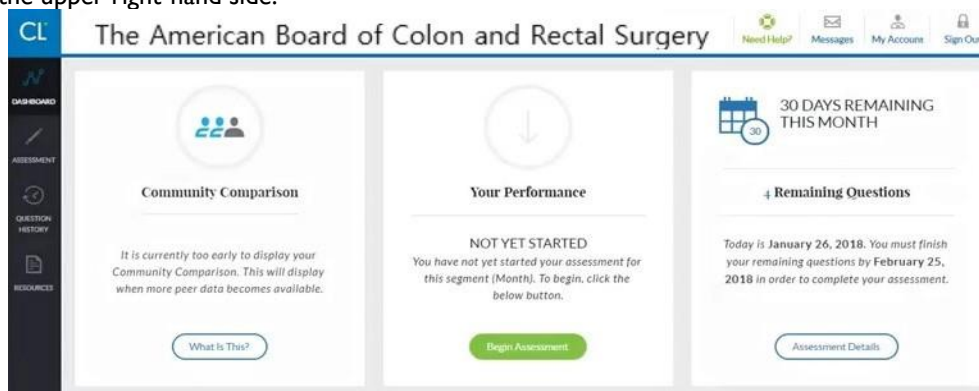 the upper right-hand side.
CL
The American Board of Colon and Rectal Surgery
Need Help?
Messages
My Account
Sign Out
DASHBOARD
ASSESSMENT
QUESTION
HISTORY
RESOURCES
Community Comparison
It is currently too early to display your
Community Comparison. This will display
when more peer data becomes available.
What Is This?
Your Performance
NOT YET STARTED
You have not yet started your assessment for
this segment (Month). To begin, click the
below button.
Begin Assessment
30
30 DAYS REMAINING
THIS MONTH
4 Remaining Questions
Today is January 26, 2018. You must finish
your remaining questions by February 25,
2018 in order to complete your assessment.
Assessment Details